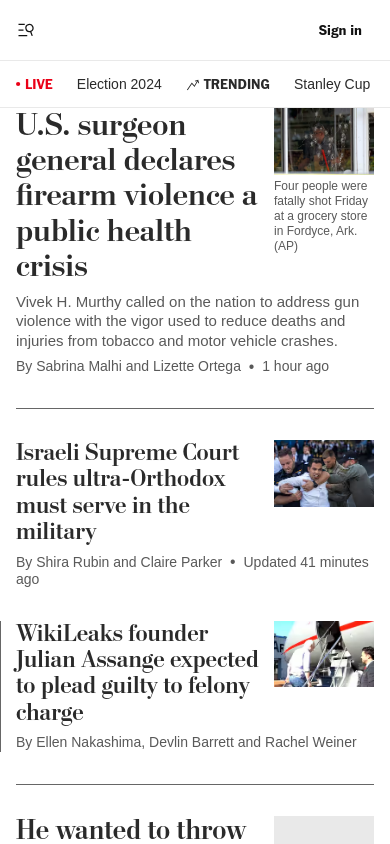 Sign in
• LIVE Election 2024 TRENDING Stanley Cup
U.S. surgeon
general declares
firearm violence a
public health
crisis
Four people were
fatally shot Friday
at a grocery store
in Fordyce, Ark.
(AP)
Vivek H. Murthy called on the nation to address gun
violence with the vigor used to reduce deaths and
injuries from tobacco and motor vehicle crashes.
By Sabrina Malhi and Lizette Ortega • 1 hour ago
Israeli Supreme Court
rules ultra-Orthodox
must serve in the
military
By Shira Rubin and Claire Parker • Updated 41 minutes
ago
WikiLeaks founder
Julian Assange expected
to plead guilty to felony
charge
By Ellen Nakashima, Devlin Barrett and Rachel Weiner
He wanted to throw